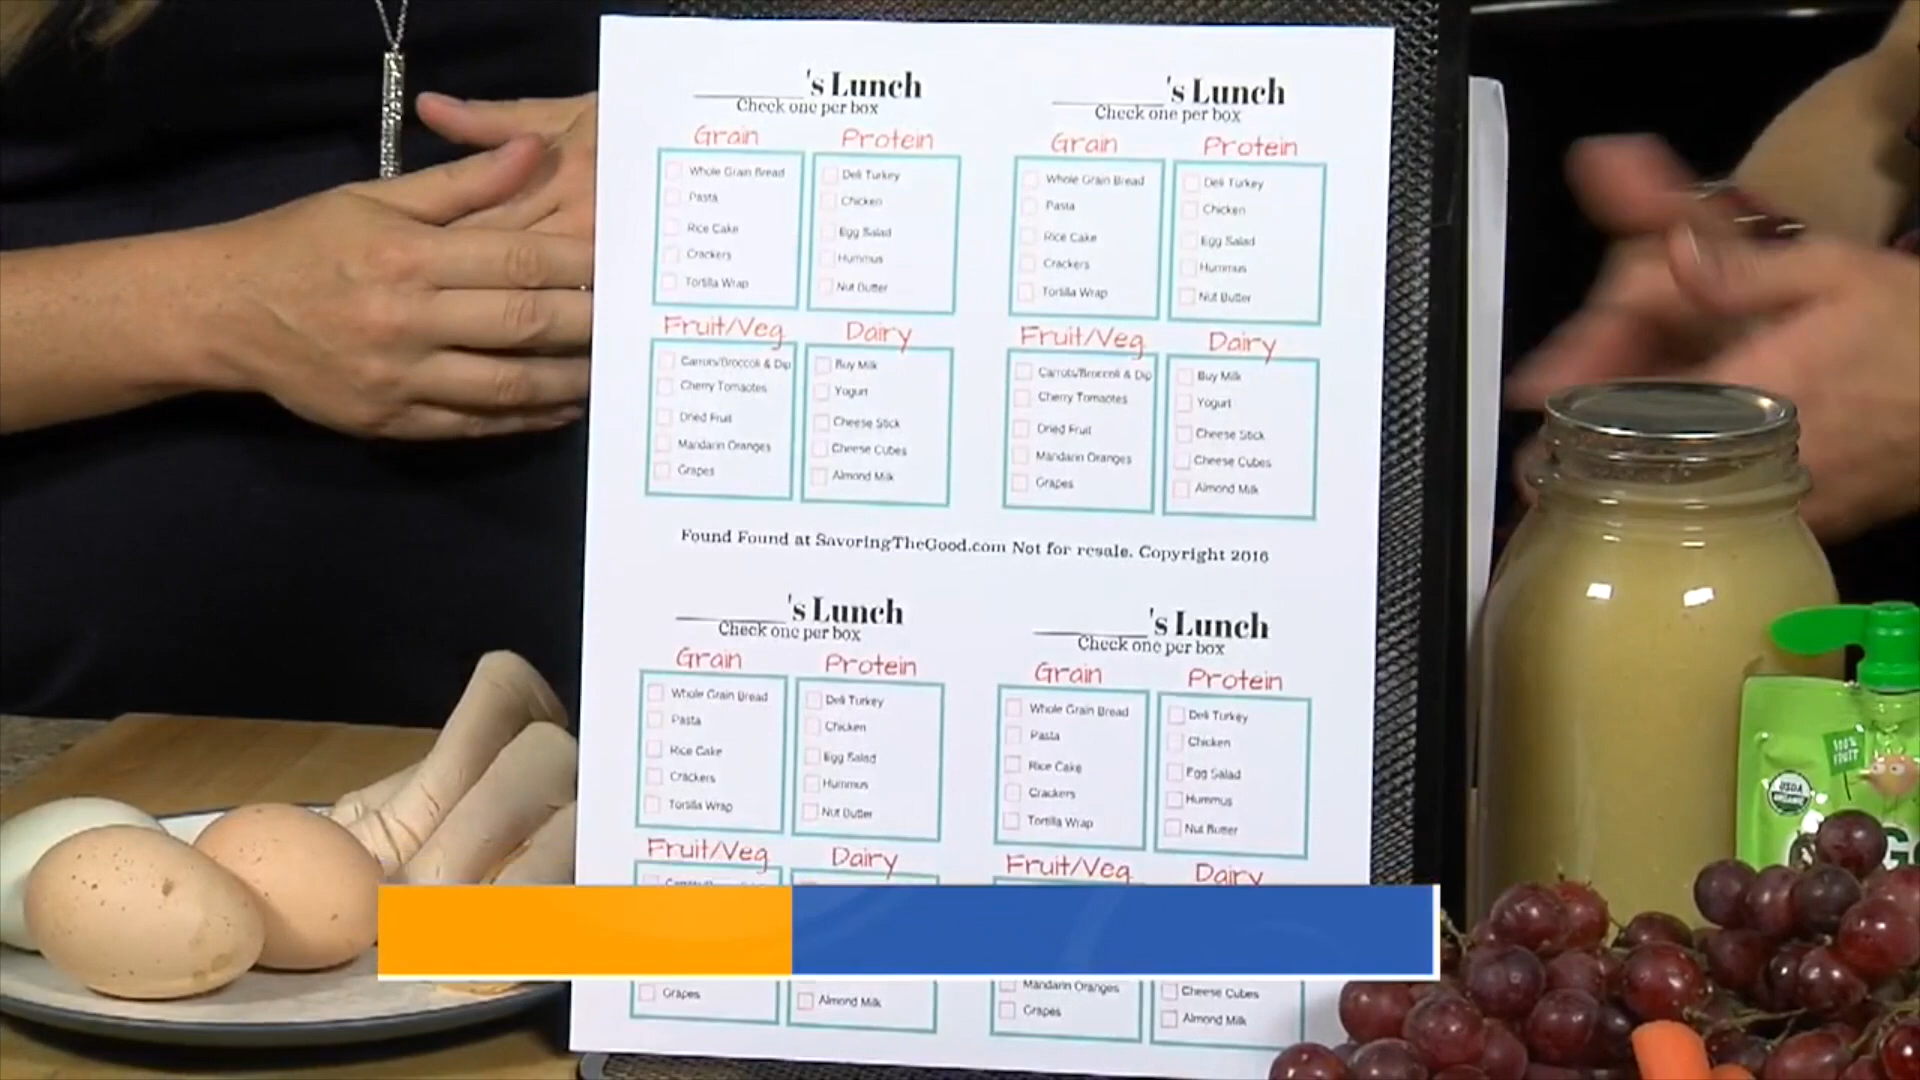 's Lunch
Check one per box
Grain
Whole Grain Bread
Pasta
Rice Cake
Crackers
Tortilla Wrap
Protein
Deli Turkey
Chicken
Egg Salad
Hummus
Nut Butter
Fruit/Veg
Carrots/Broccoli & Dip
Cherry Tomaotes
Dried Fruit
Mandarin Oranges
Grapes
Dairy
Buy Milk
Yogurt
Cheese Stick
Cheese Cubes
Almond Milk
's Lunch
Check one per box
Grain
Whole Grain Bread
Pasta
Rice Cake
Crackers
Tortilla Wrap
Protein
Deli Turkey
Chicken
Egg Salad
Hummus
Nut Butter
Fruit/Veg
Carrots/Broccoli & Dip
Cherry Tomaotes
Dried Fruit
Mandarin Oranges
Grapes
Dairy
Buy Milk
Yogurt
Cheese Stick
Cheese Cubes
Almond Milk
Found Found at SavoringTheGood.com Not for resale. Copyright 2016
's Lunch
Check one per box
Grain
Whole Grain Bread
Pasta
Rice Cake
Crackers
Tortilla Wrap
Protein
Deli Turkey
Chicken
Egg Salad
Hummus
Nut Butter
Fruit/Veg
Grapes
Dairy
Almond Milk
's Lunch
Check one per box
Grain
Whole Grain Bread
Pasta
Rice Cake
Crackers
Tortilla Wrap
Protein
Deli Turkey
Chicken
Egg Salad
Hummus
Nut Butter
Fruit/Veg
Mandarin Oranges
Grapes
Dairy
Cheese Cubes
Almond Milk
100%
FRUIT
USDA
ORGANIC